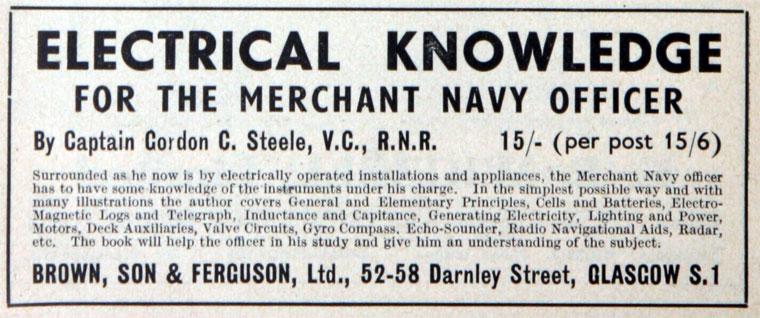 ELECTRICAL KNOWLEDGE
FOR THE MERCHANT NAVY OFFICER
By Captain Gordon C. Steele, V.C., R.N.R. 15/- (per post 15/6)
Surrounded as he now is by electrically operated installations and appliances, the Merchant Navy officer
has to have some knowledge of the instruments under his charge. In the simplest possible way and with
many illustrations the author covers General and Elementary Principles, Cells and Batteries, Electro-
Magnetic Logs and Telegraph, Inductance and Capitance, Generating Electricity, Lighting and Power,
Motors, Deck Auxiliaries, Valve Circuits, Gyro Compass, Echo-Sounder, Radio Navigational Aids, Radar,
etc. The book will help the officer in his study and give him an understanding of the subject.
BROWN, SON & FERGUSON, Ltd., 52-58 Darnley Street, GLASGOW S.1